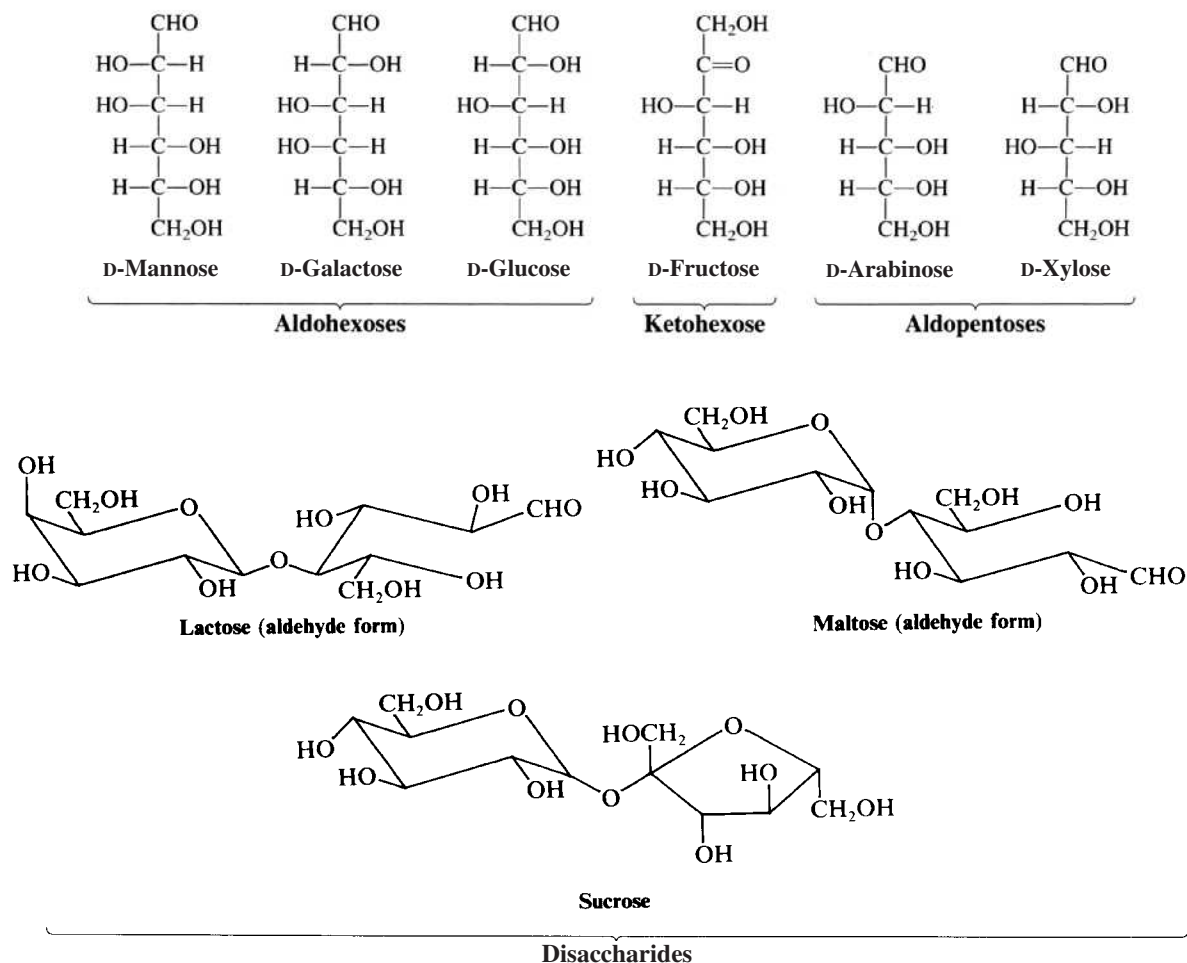 CHO CHO CHO CH₂OH
HO—C—H H—C—OH H—C—OH C=O CHO CHO
HO—C—H HO—C—H HO—C—H HO—C—H HO—C—H H—C—OH
H—C—OH HO—C—H H—C—OH H—C—OH H—C—OH HO—C—H
H—C—OH H—C—OH H—C—OH H—C—OH H—C—OH H—C—OH
CH₂OH CH₂OH CH₂OH CH₂OH CH₂OH CH₂OH
D-Mannose D-Galactose D-Glucose D-Fructose D-Arabinose D-Xylose
Aldohexoses Ketohexose Aldopentoses
OH
CH₂OH
O
HO
OH
O
HO
OH
CHO
CH₂OH
OH
Lactose (aldehyde form)
CH₂OH
O
HO
HO
OH
O
CH₂OH
OH
HO
OH
CHO
Maltose (aldehyde form)
CH₂OH
O
HO
HO
OH
O
HOCH₂
O
HO
CH₂OH
OH
Sucrose
Disaccharides